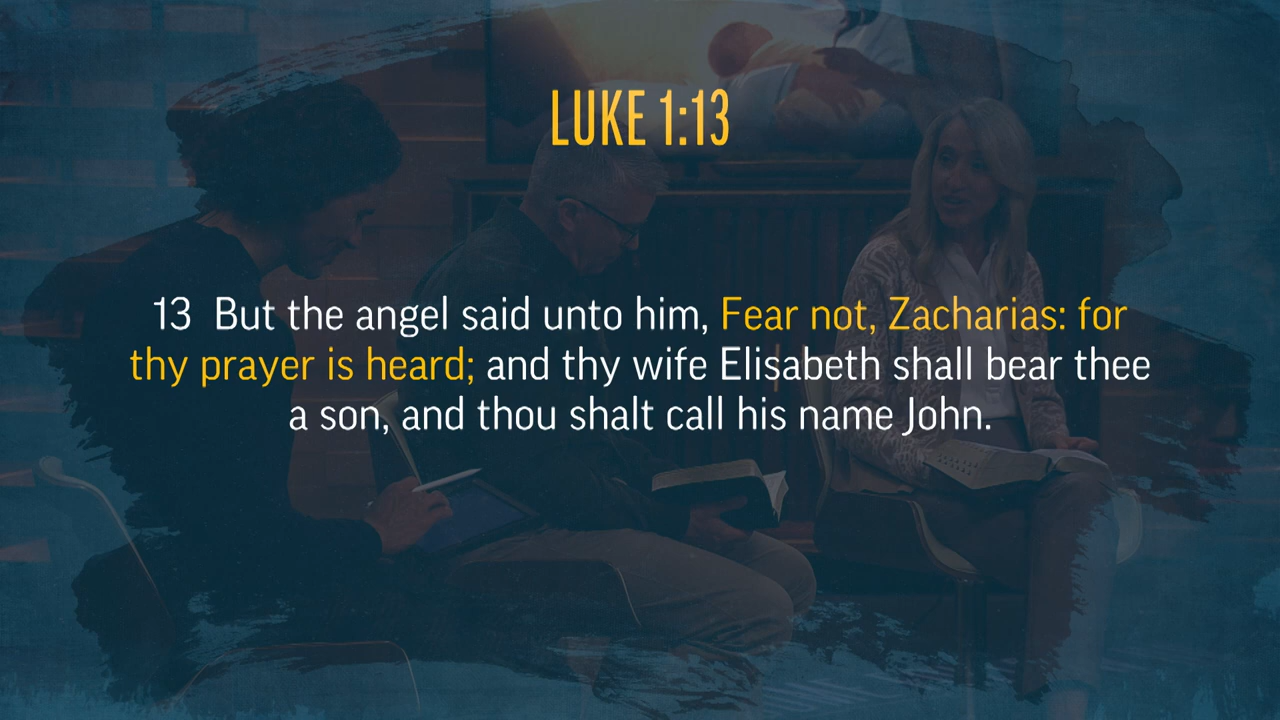 LUKE 1:13
13 But the angel said unto him, Fear not, Zacharias: for
thy prayer is heard; and thy wife Elisabeth shall bear thee
a son, and thou shalt call his name John.